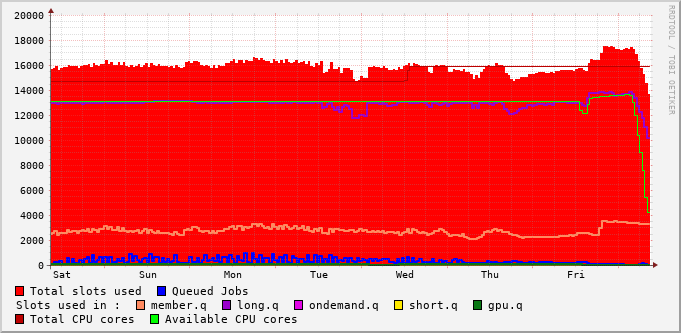 20000
18000
16000
14000
12000
10000
8000
6000
4000
2000
0
Sat Sun Mon Tue Wed Thu Fri
RRDTOOL / TOBI OETIKER
Total slots used Queued Jobs
Slots used in : member.q long.q ondemand.q short.q gpu.q
Total CPU cores Available CPU cores